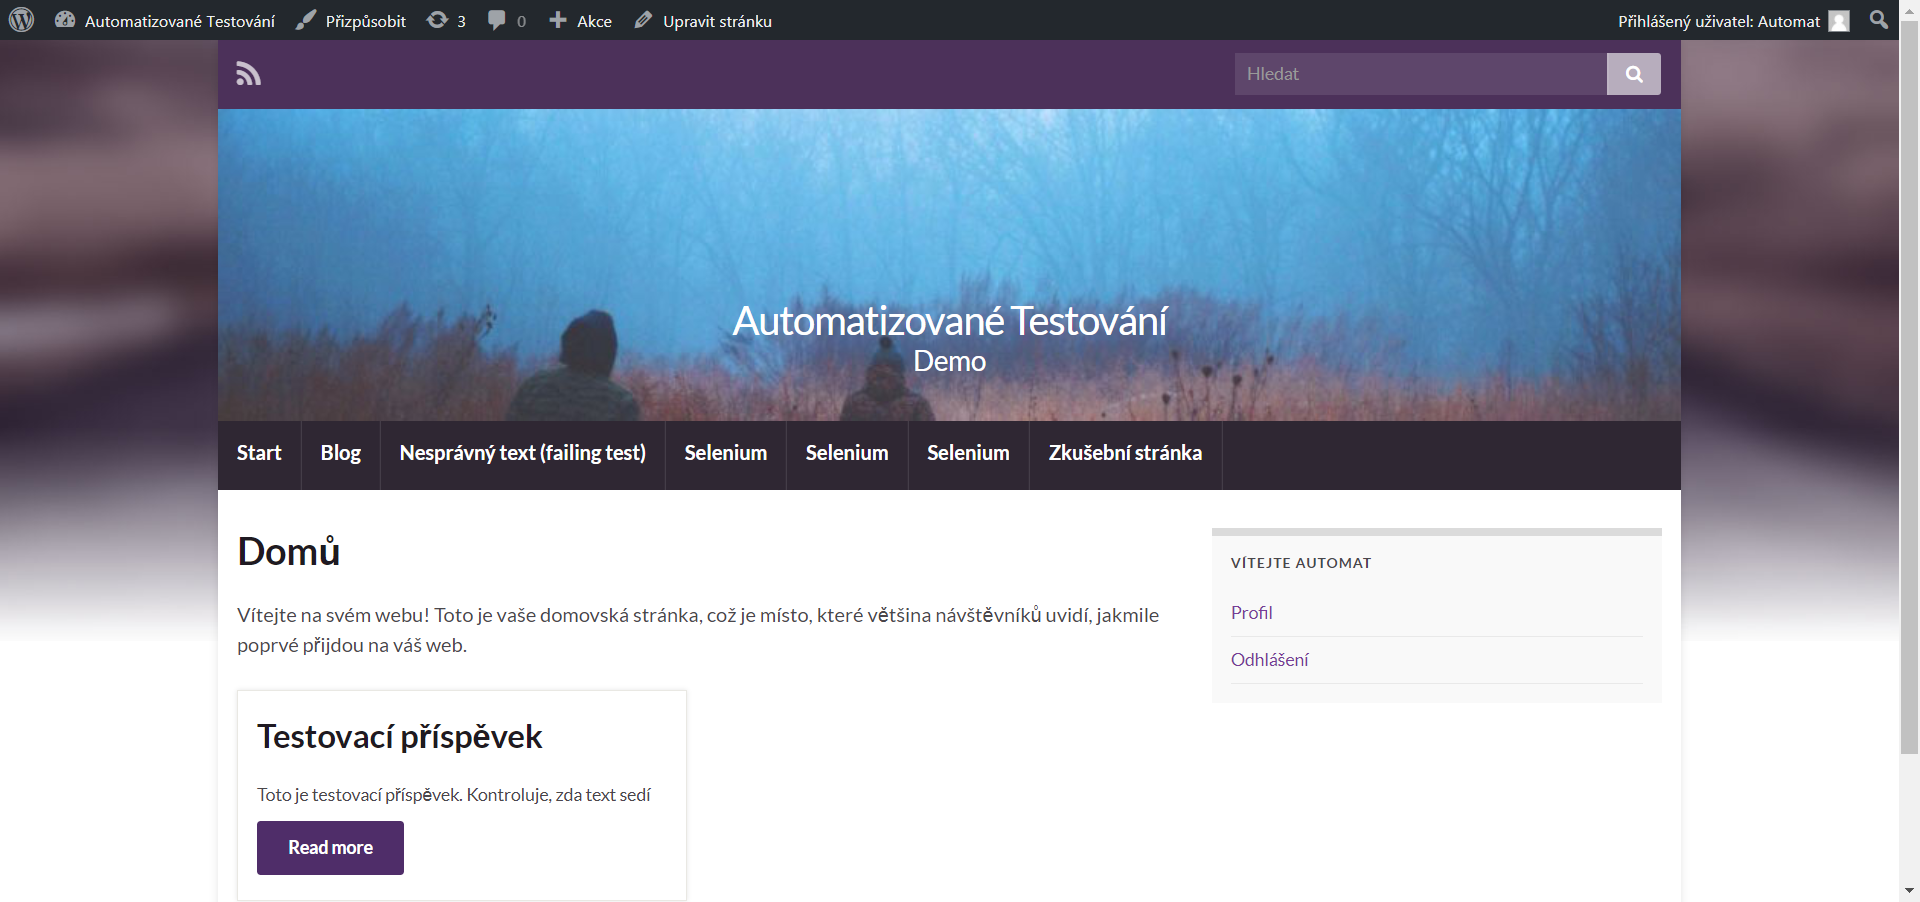 Automatizované Testování Přizpůsobit 3 0 Akce Upravit stránku Přihlášený uživatel: Automat
Hledat
Automatizované Testování
Demo
Start Blog Nesprávný text (failing test) Selenium Selenium Selenium Zkušební stránka
Domů
Vítejte na svém webu! Toto je vaše domovská stránka, což je místo, které většina návštěvníků uvidí, jakmile
poprvé přijdou na váš web.
Testovací příspěvek
Toto je testovací příspěvek. Kontroluje, zda text sedí
Read more
VÍTEJTE AUTOMAT
Profil
Odhlášení